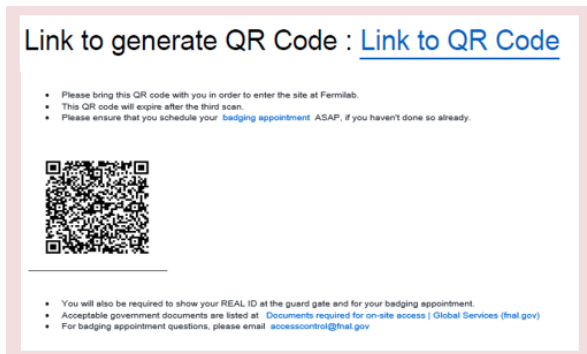 Link to generate QR Code : Link to QR Code
• Please bring this QR code with you in order to enter the site at Fermilab.
• This QR code will expire after the third scan.
• Please ensure that you schedule your badging appointment ASAP, if you haven't done so already.
• You will also be required to show your REAL ID at the guard gate and for your badging appointment.
• Acceptable government documents are listed at Documents required for on-site access | Global Services (fnal.gov)
• For badging appointment questions, please email accesscontrol@fnal.gov